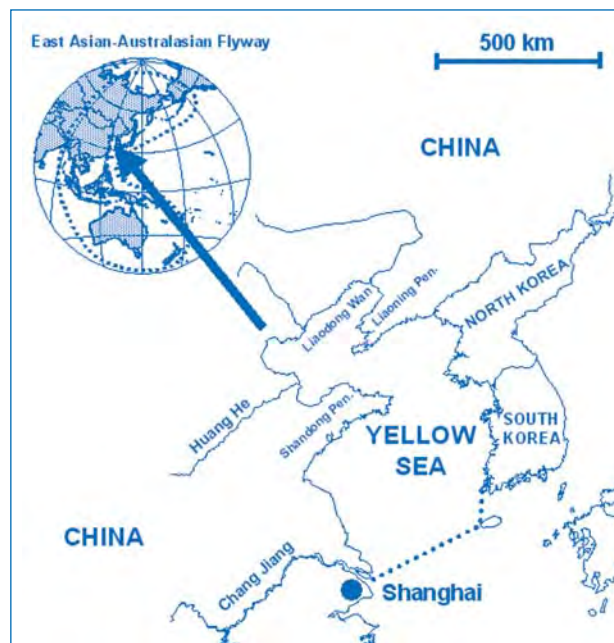 East Asian-Australasian Flyway
500 km
CHINA
Liaodong Wan
Liaoning Pen.
NORTH KOREA
Huang He
Shandong Pen.
YELLOW
SEA
SOUTH
KOREA
CHINA
Chang Jiang
Shanghai